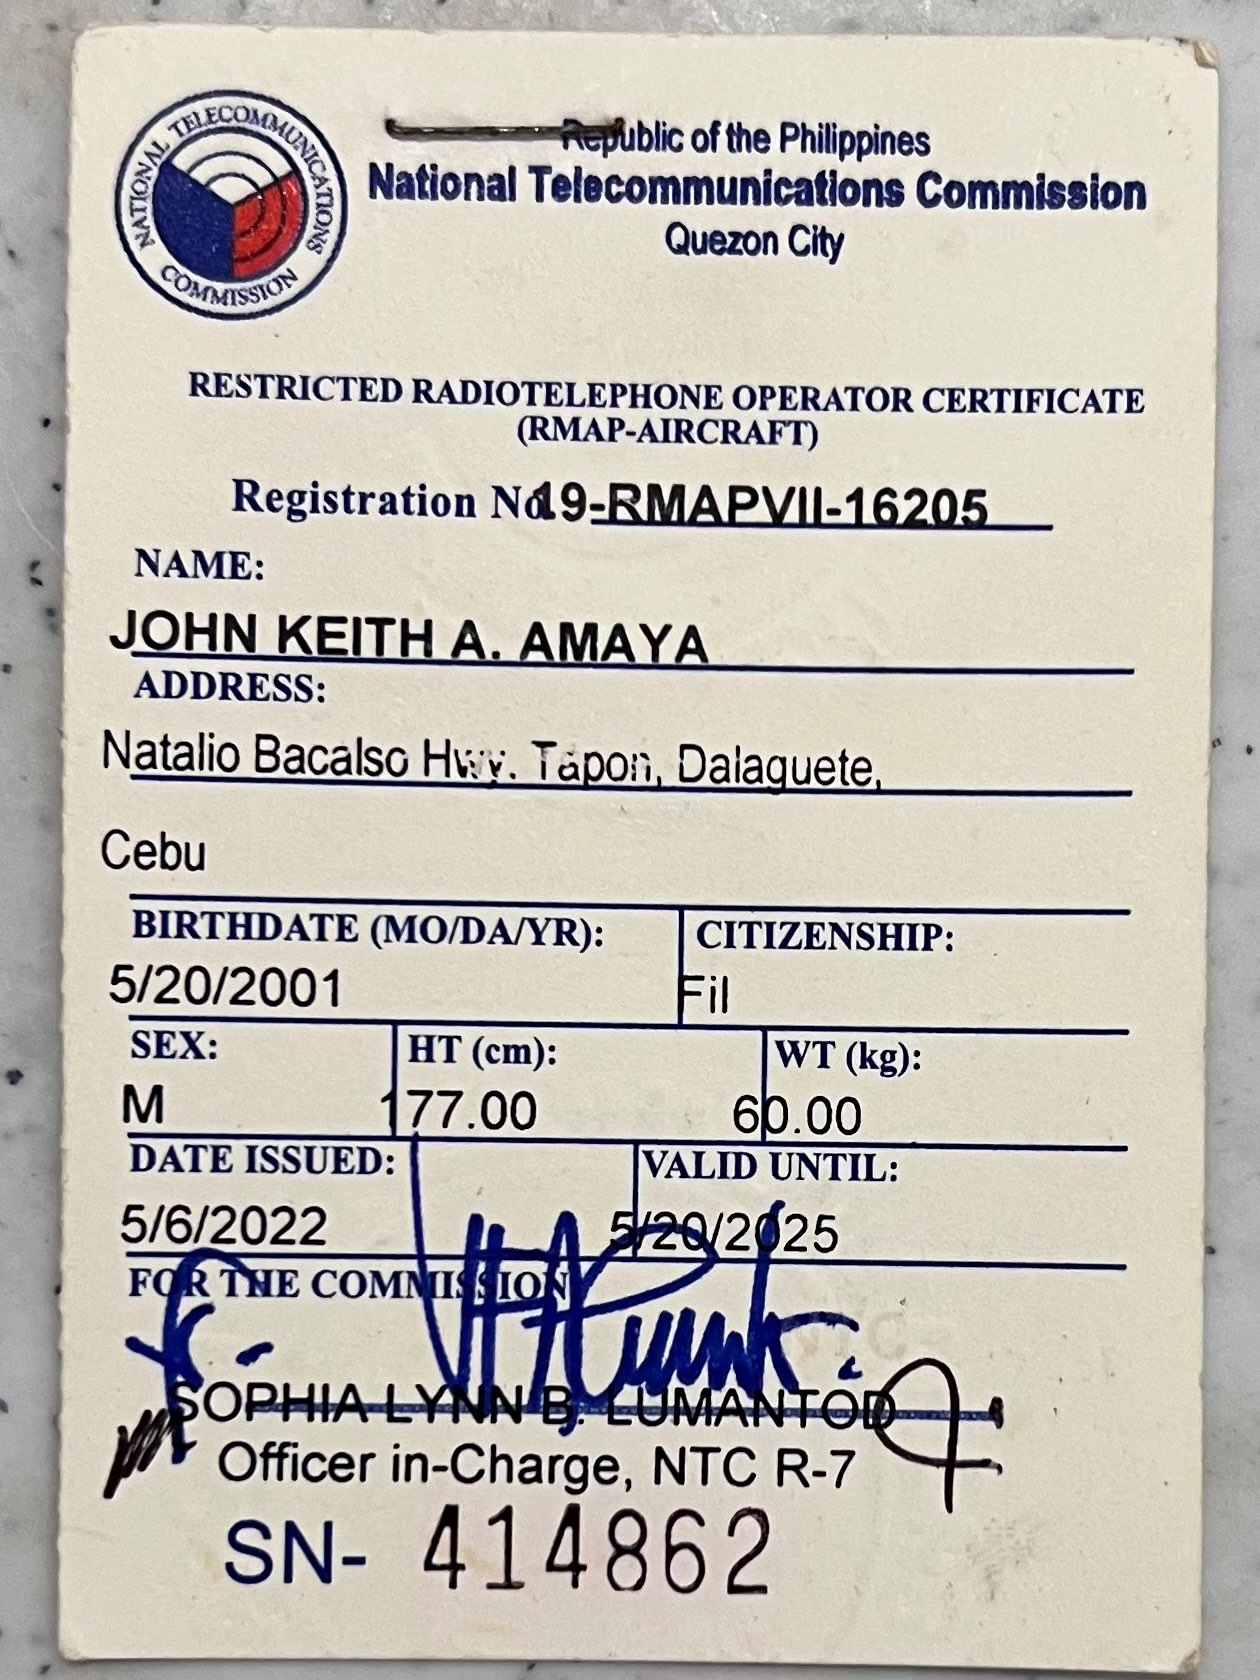 NATIONAL TELECOMMUNICATIONS COMMISSION
Republic of the Philippines
National Telecommunications Commission
Quezon City
RESTRICTED RADIOTELEPHONE OPERATOR CERTIFICATE
(RMAP-AIRCRAFT)
Registration No. 19-RMAPVII-16205
NAME:
JOHN KEITH A. AMAYA
ADDRESS:
Natalio Bacalso Hwy. Tapon, Dalaguete,
Cebu
BIRTHDATE (MO/DA/YR): CITIZENSHIP:
5/20/2001 Fil
SEX: HT (cm): WT (kg):
M 177.00 60.00
DATE ISSUED: VALID UNTIL:
5/6/2022 5/20/2025
FOR THE COMMISSION
SOPHIA LYNN B. LUMANTOD
Officer in-Charge, NTC R-7
SN- 414862